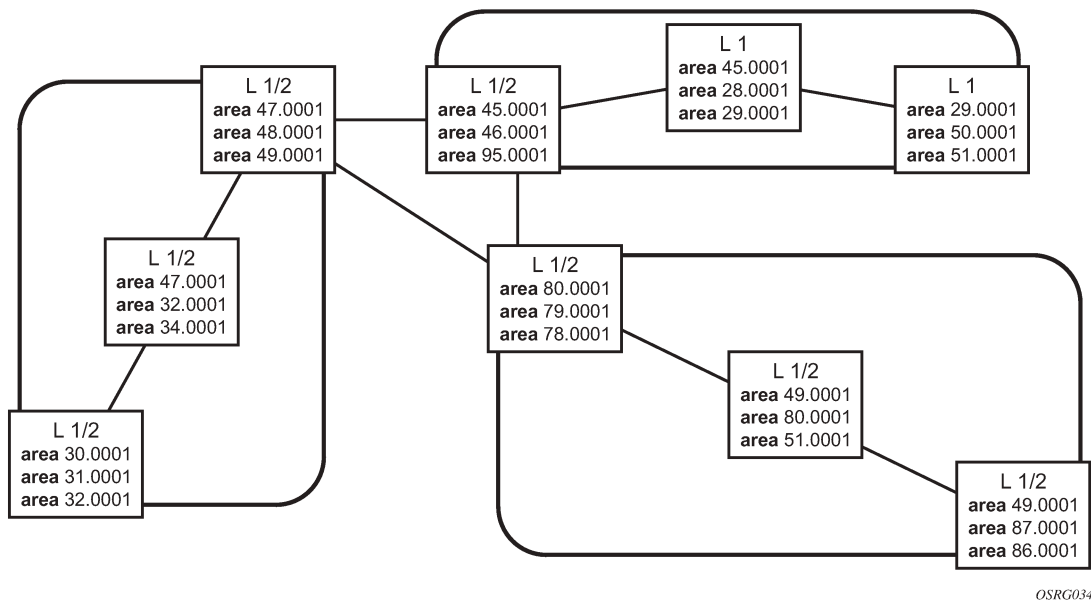 L 1/2
area 47.0001
area 48.0001
area 49.0001
L 1/2
area 45.0001
area 46.0001
area 95.0001
L 1
area 45.0001
area 28.0001
area 29.0001
L 1
area 29.0001
area 50.0001
area 51.0001
L 1/2
area 47.0001
area 32.0001
area 34.0001
L 1/2
area 80.0001
area 79.0001
area 78.0001
L 1/2
area 49.0001
area 80.0001
area 51.0001
L 1/2
area 30.0001
area 31.0001
area 32.0001
L 1/2
area 49.0001
area 87.0001
area 86.0001
OSRG034